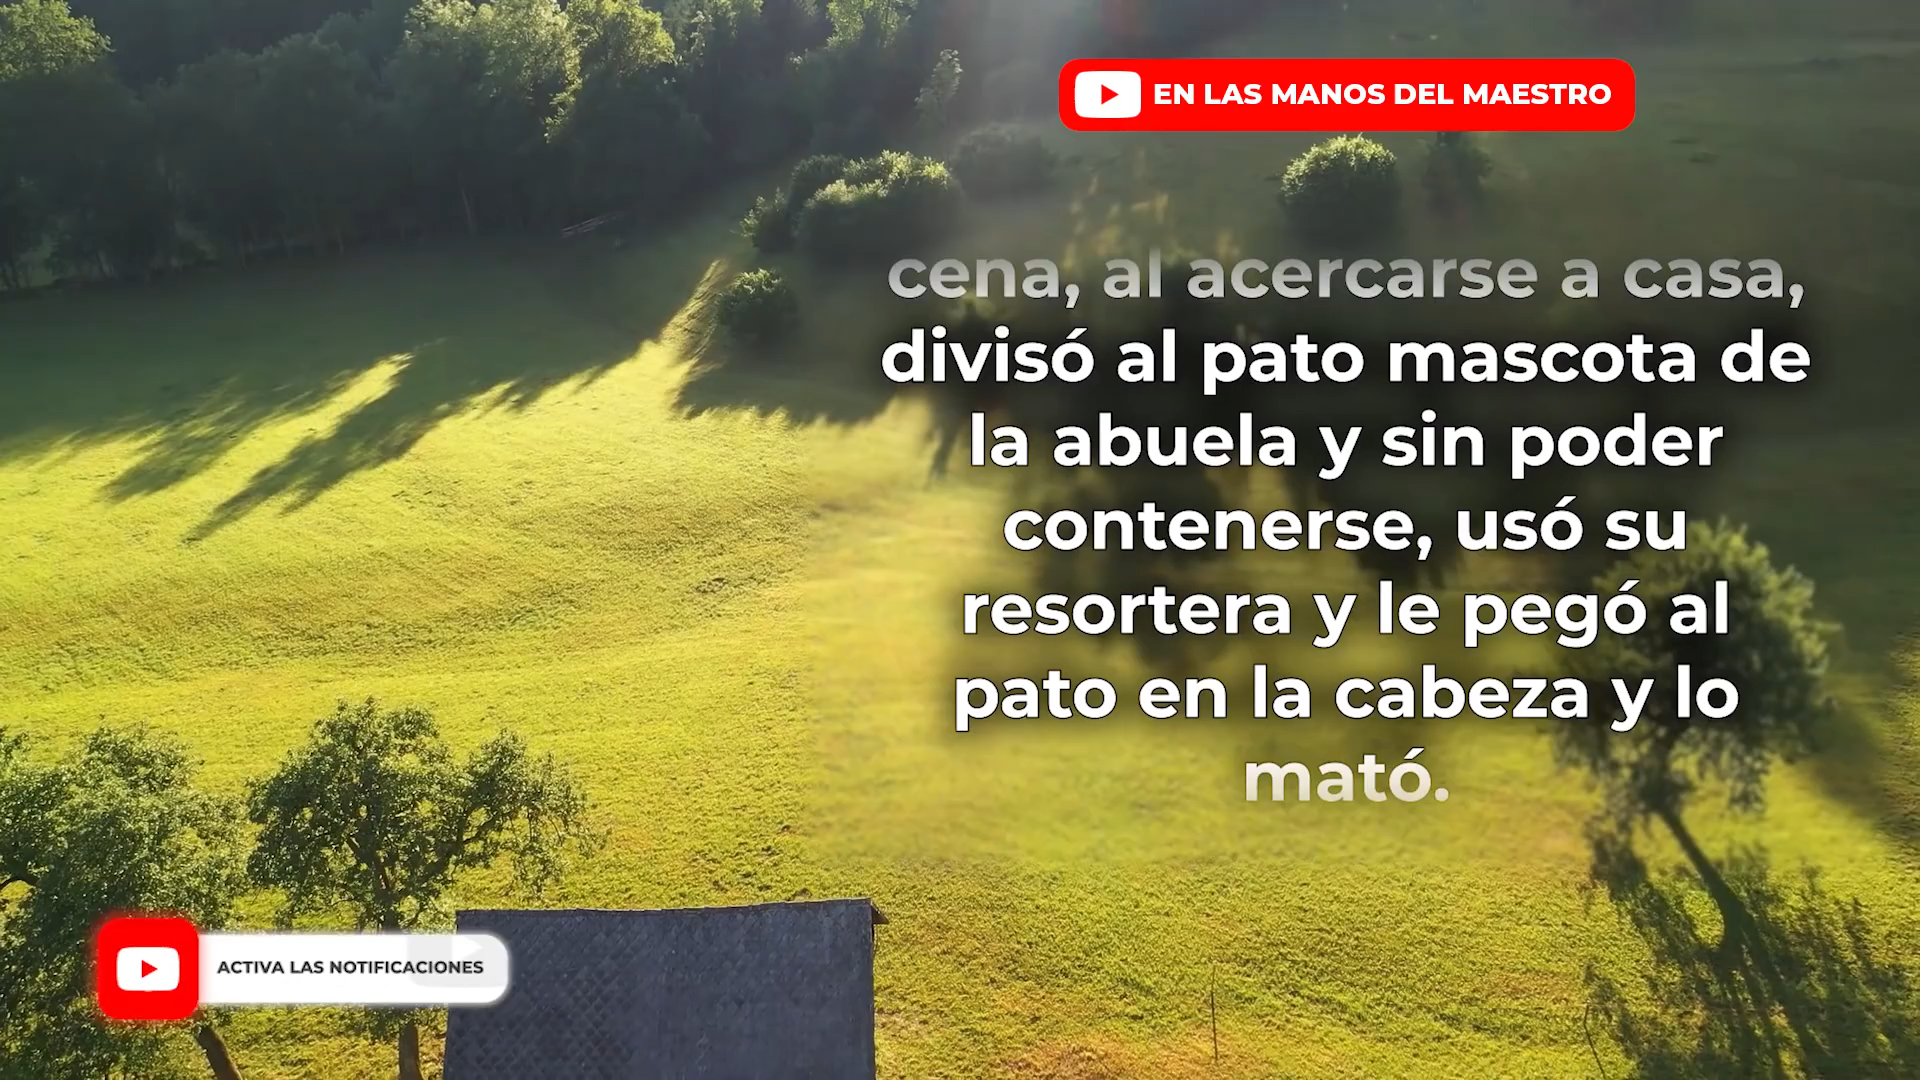 EN LAS MANOS DEL MAESTRO
cena, al acercarse a casa,
divisó al pato mascota de
la abuela y sin poder
contenerse, usó su
resortera y le pegó al
pato en la cabeza y lo
mató.
ACTIVA LAS NOTIFICACIONES